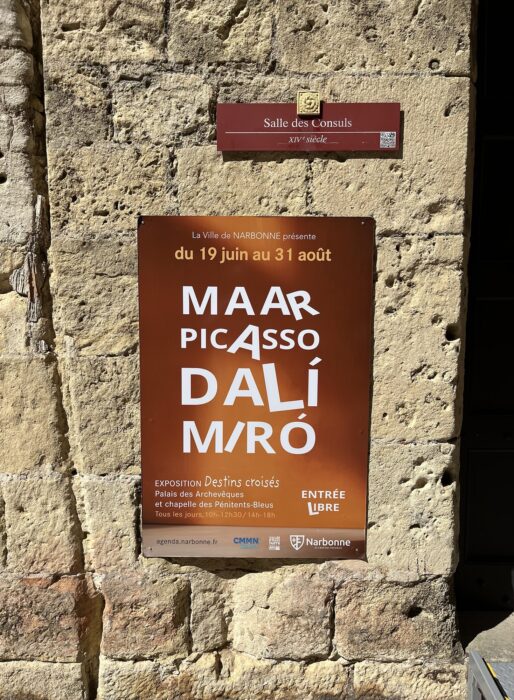 Salle des Consuls
XIVe siècle
La Ville de NARBONNE présente
du 19 juin au 31 août
MAAR
PICASSO
DALÍ
MIRÓ
EXPOSITION Destins croisés
Palais des Archevêques
et chapelle des Pénitents-Bleus
Tous les jours, 10h-12h30/14h-18h
ENTRÉE
LIBRE
agenda.narbonne.fr
CMMN
Narbonne